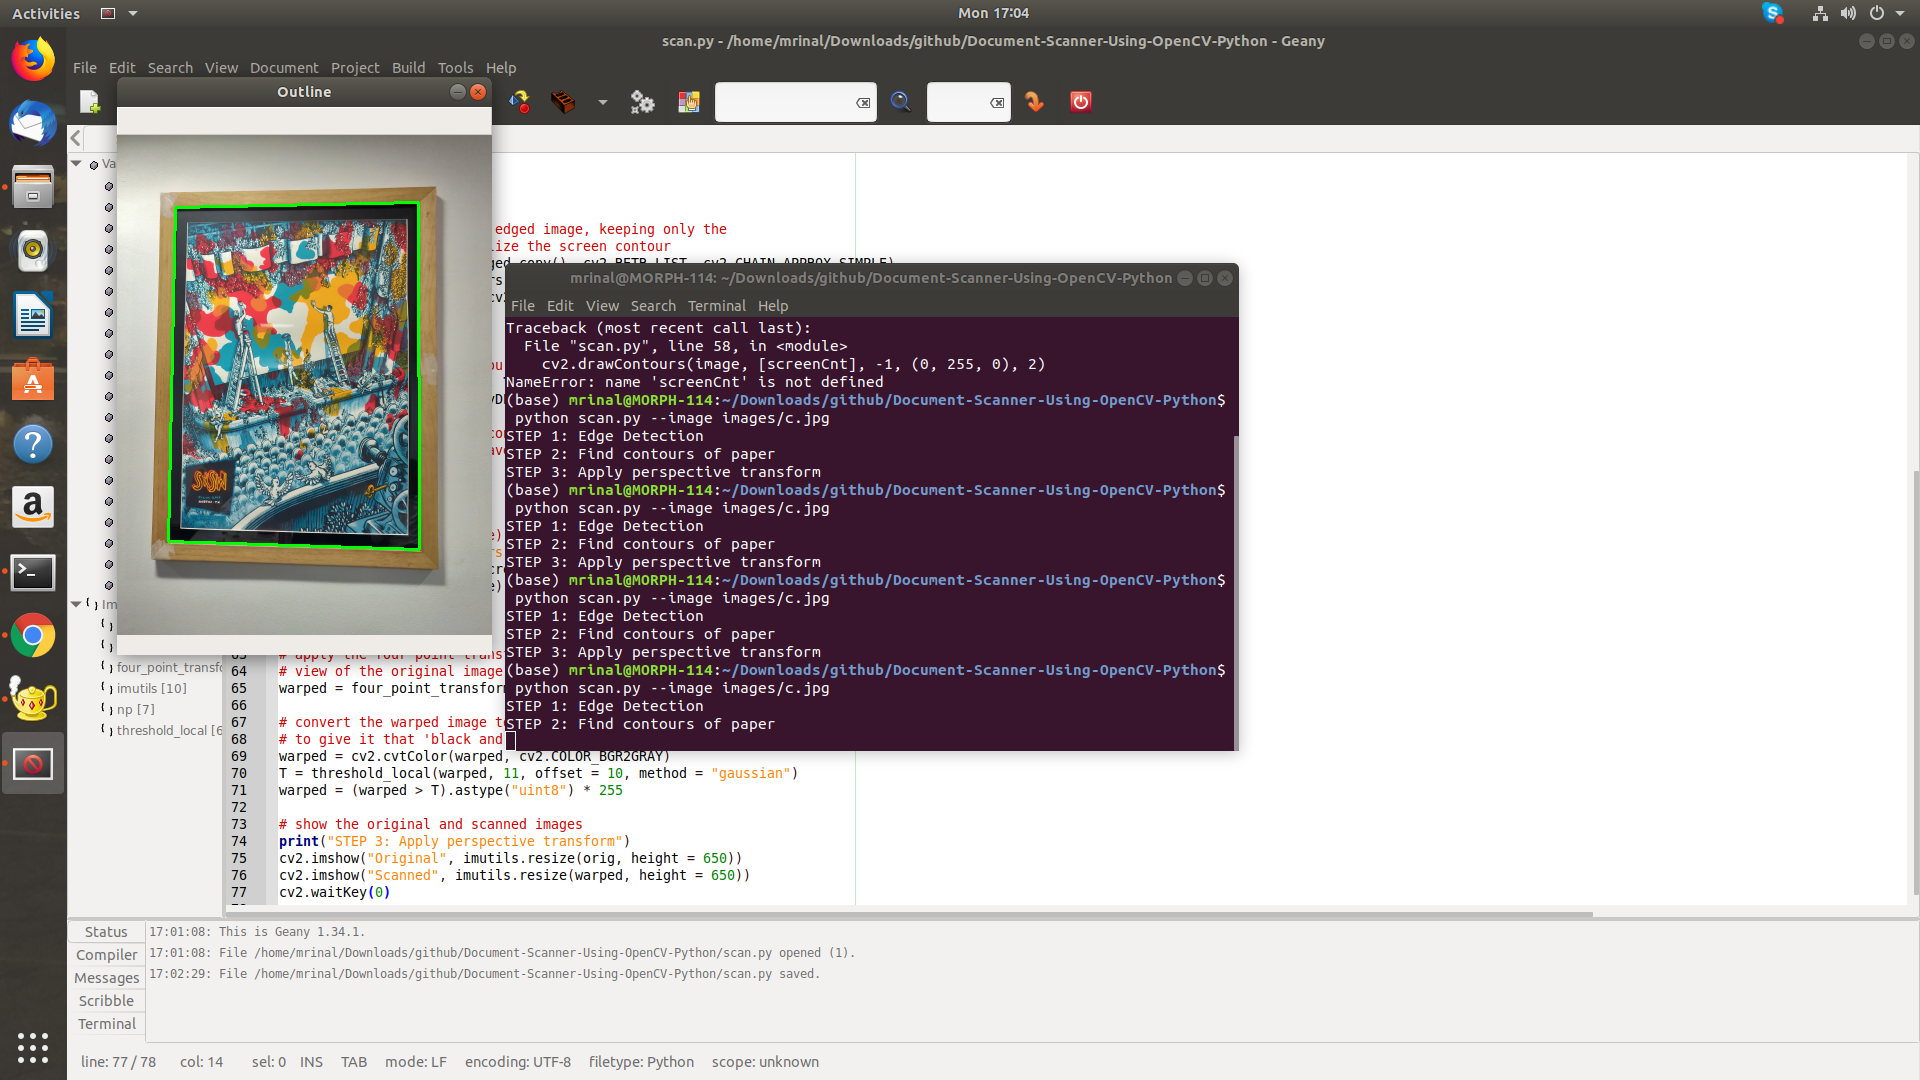 Activities
Mon 17:04
scan.py - /home/mrinal/Downloads/github/Document-Scanner-Using-OpenCV-Python - Geany
File Edit Search View Document Project Build Tools Help
Outline
edged image, keeping only the
lize the screen contour
mrinal@MORPH-114: ~/Downloads/github/Document-Scanner-Using-OpenCV-Python
File Edit View Search Terminal Help
Traceback (most recent call last):
File "scan.py", line 58, in <module>
cv2.drawContours(image, [screenCnt], -1, (0, 255, 0), 2)
NameError: name 'screenCnt' is not defined
(base) mrinal@MORPH-114:~/Downloads/github/Document-Scanner-Using-OpenCV-Python$
python scan.py --image images/c.jpg
STEP 1: Edge Detection
STEP 2: Find contours of paper
STEP 3: Apply perspective transform
(base) mrinal@MORPH-114:~/Downloads/github/Document-Scanner-Using-OpenCV-Python$
python scan.py --image images/c.jpg
STEP 1: Edge Detection
STEP 2: Find contours of paper
STEP 3: Apply perspective transform
(base) mrinal@MORPH-114:~/Downloads/github/Document-Scanner-Using-OpenCV-Python$
python scan.py --image images/c.jpg
STEP 1: Edge Detection
STEP 2: Find contours of paper
STEP 3: Apply perspective transform
(base) mrinal@MORPH-114:~/Downloads/github/Document-Scanner-Using-OpenCV-Python$
python scan.py --image images/c.jpg
STEP 1: Edge Detection
STEP 2: Find contours of paper
Va
Im
four_point_transfo
imutils [10]
np [7]
threshold_local [6
64 # view of the original image
65 warped = four_point_transform
66
67 # convert the warped image to
68 # to give it that 'black and
69 warped = cv2.cvtColor(warped, cv2.COLOR_BGR2GRAY)
70 T = threshold_local(warped, 11, offset = 10, method = "gaussian")
71 warped = (warped > T).astype("uint8") * 255
72
73 # show the original and scanned images
74 print("STEP 3: Apply perspective transform")
75 cv2.imshow("Original", imutils.resize(orig, height = 650))
76 cv2.imshow("Scanned", imutils.resize(warped, height = 650))
77 cv2.waitKey(0)
Status
Compiler
Messages
Scribble
Terminal
17:01:08: This is Geany 1.34.1.
17:01:08: File /home/mrinal/Downloads/github/Document-Scanner-Using-OpenCV-Python/scan.py opened (1).
17:02:29: File /home/mrinal/Downloads/github/Document-Scanner-Using-OpenCV-Python/scan.py saved.
line: 77 / 78 col: 14 sel: 0 INS TAB mode: LF encoding: UTF-8 filetype: Python scope: unknown